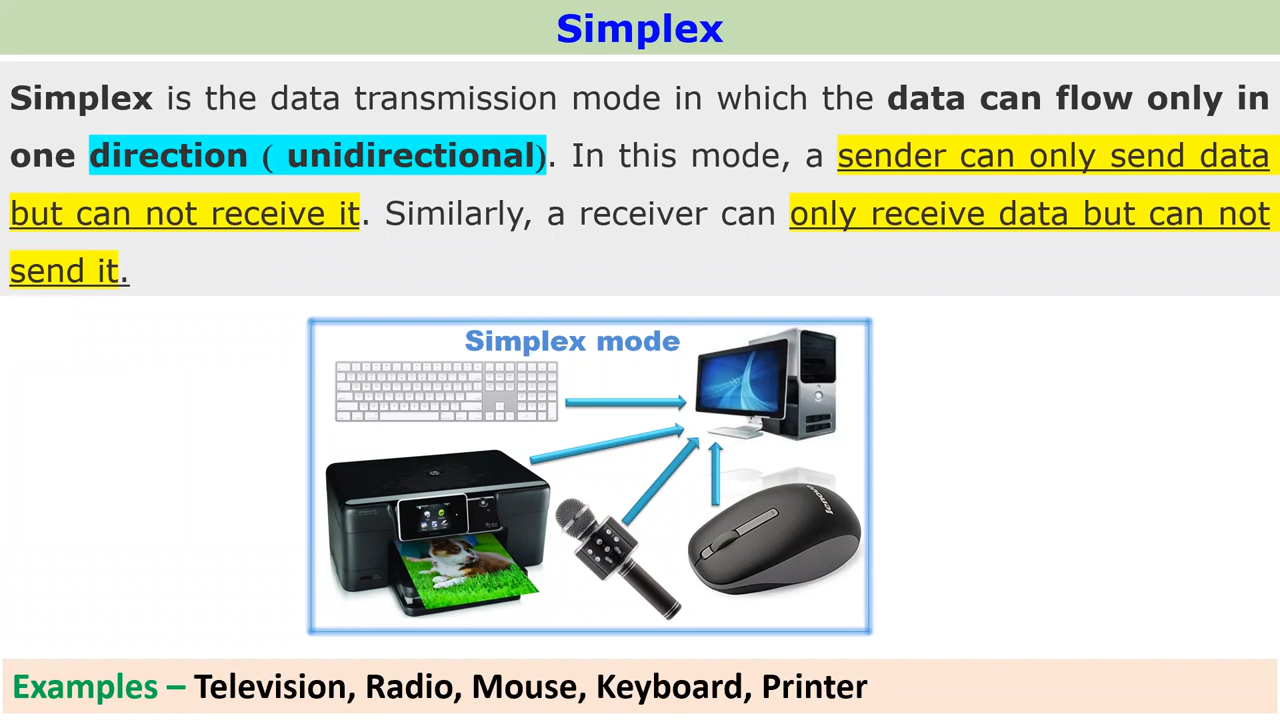 Simplex
Simplex is the data transmission mode in which the data can flow only in
one direction ( unidirectional). In this mode, a sender can only send data
but can not receive it. Similarly, a receiver can only receive data but can not
send it.
Simplex mode
lenovo
Examples – Television, Radio, Mouse, Keyboard, Printer